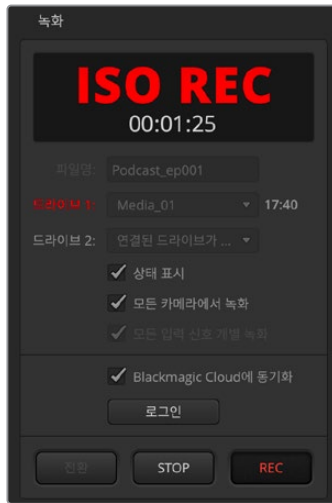 녹화
ISO REC
00:01:25
파일명: Podcast_ep001
드라이브 1: Media_01 17:40
드라이브 2: 연결된 드라이브가 ...
상태 표시
모든 카메라에서 녹화
모든 입력 신호 개별 녹화
Blackmagic Cloud에 동기화
로그인
전환 STOP REC